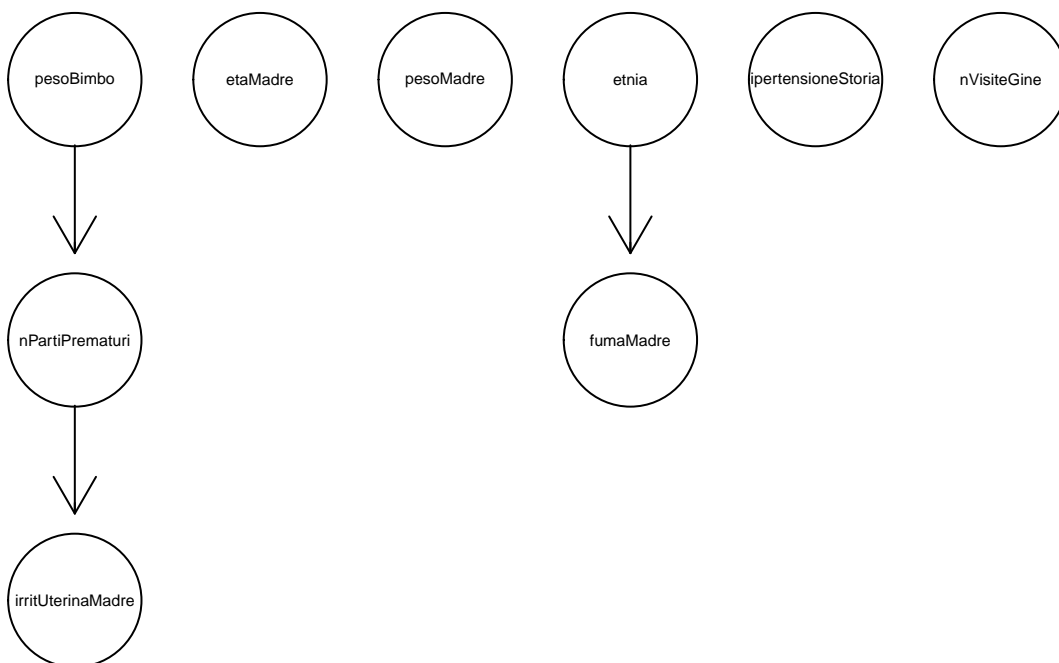 pesoBimbo
etaMadre
pesoMadre
etnia
ipertensioneStoria
nVisiteGine
nPartiPrematuri
fumaMadre
irritUterinaMadre